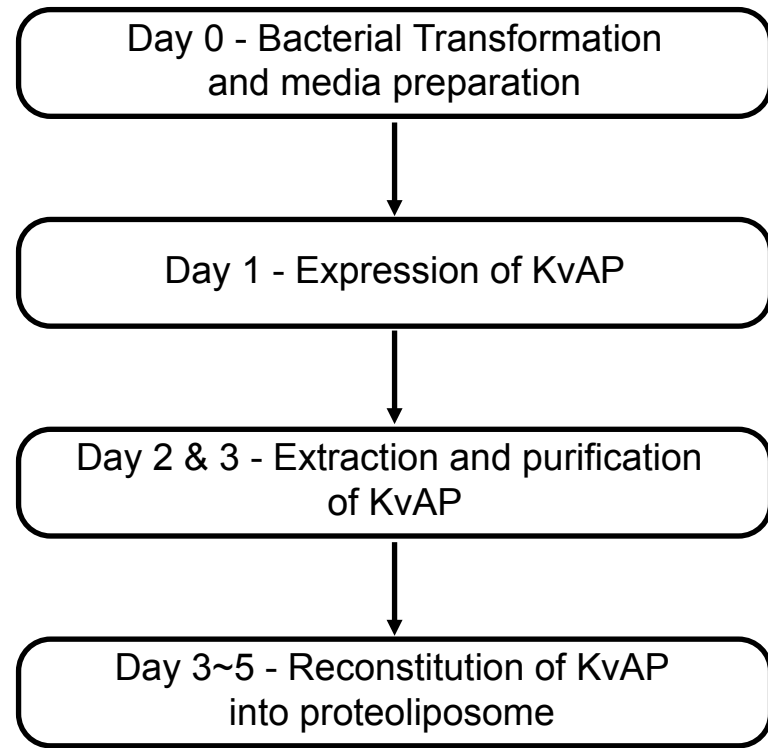 Day 0 - Bacterial Transformation
and media preparation
Day 1 - Expression of KvAP
Day 2 & 3 - Extraction and purification
of KvAP
Day 3~5 - Reconstitution of KvAP
into proteoliposome